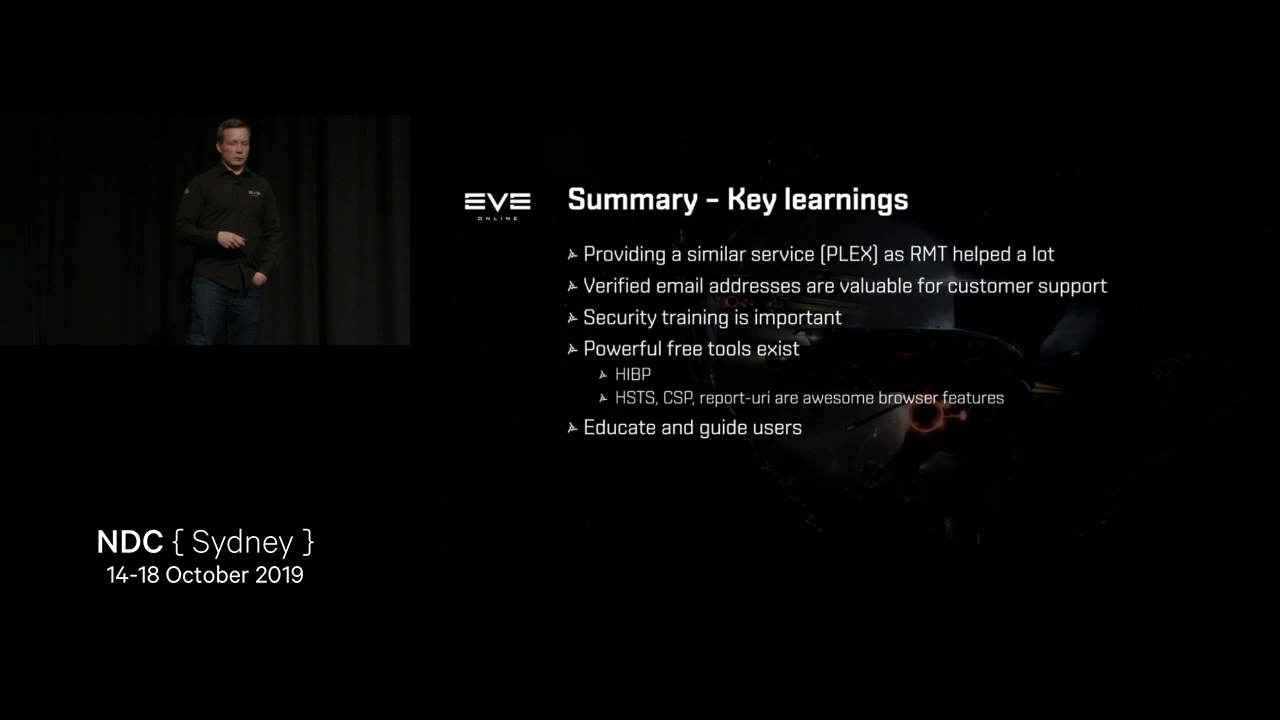 EVE
ONLINE
Summary – Key learnings
Providing a similar service (PLEX) as RMT helped a lot
Verified email addresses are valuable for customer support
Security training is important
Powerful free tools exist
HIBP
HSTS, CSP, report-uri are awesome browser features
Educate and guide users
NDC { Sydney }
14-18 October 2019